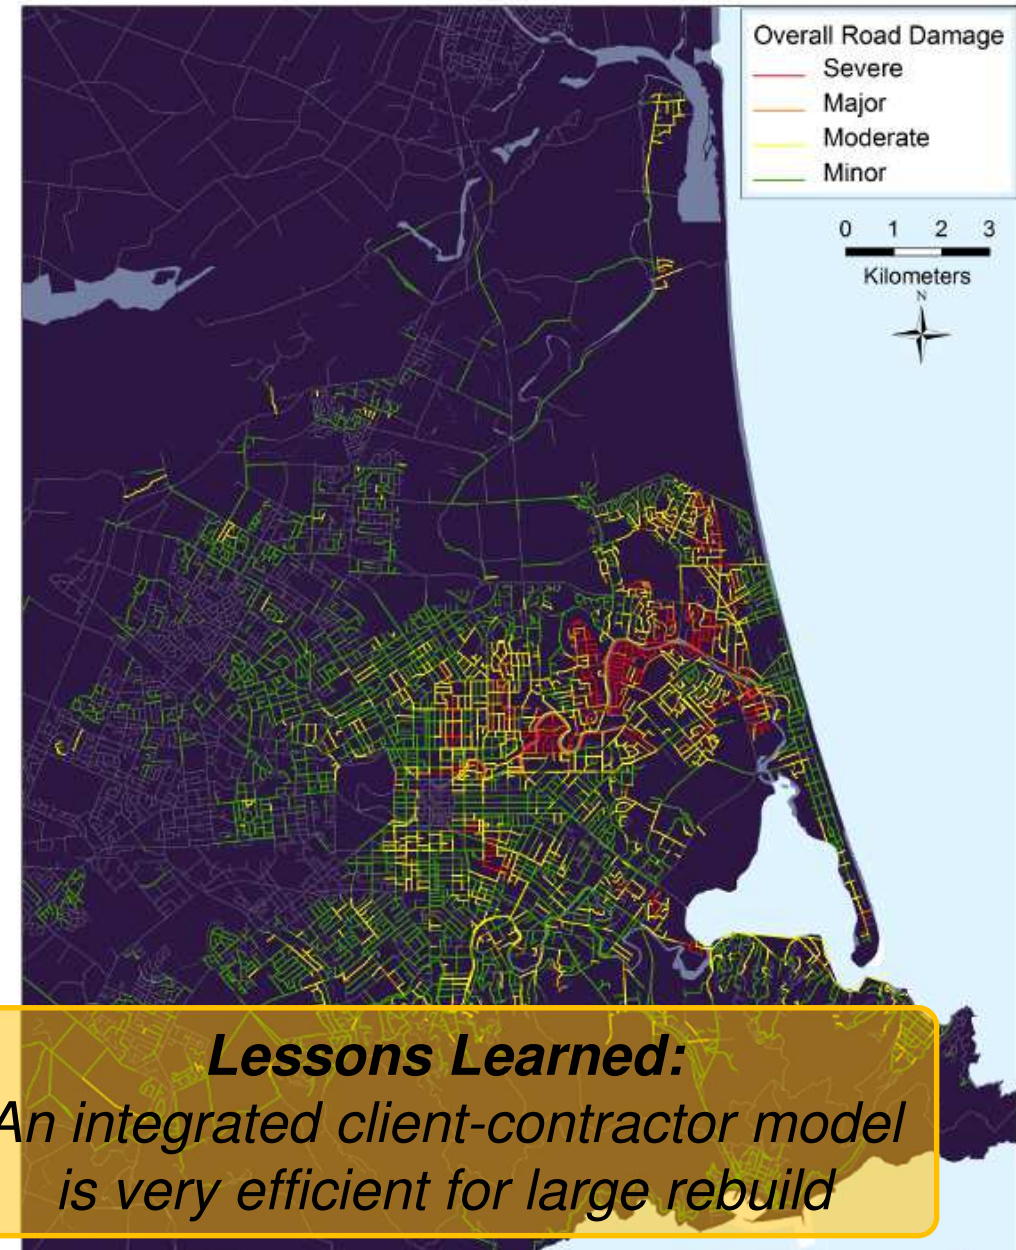 Overall Road Damage
Severe
Major
Moderate
Minor
0 1 2 3
Kilometers
N
Lessons Learned:
An integrated client-contractor model
is very efficient for large rebuild